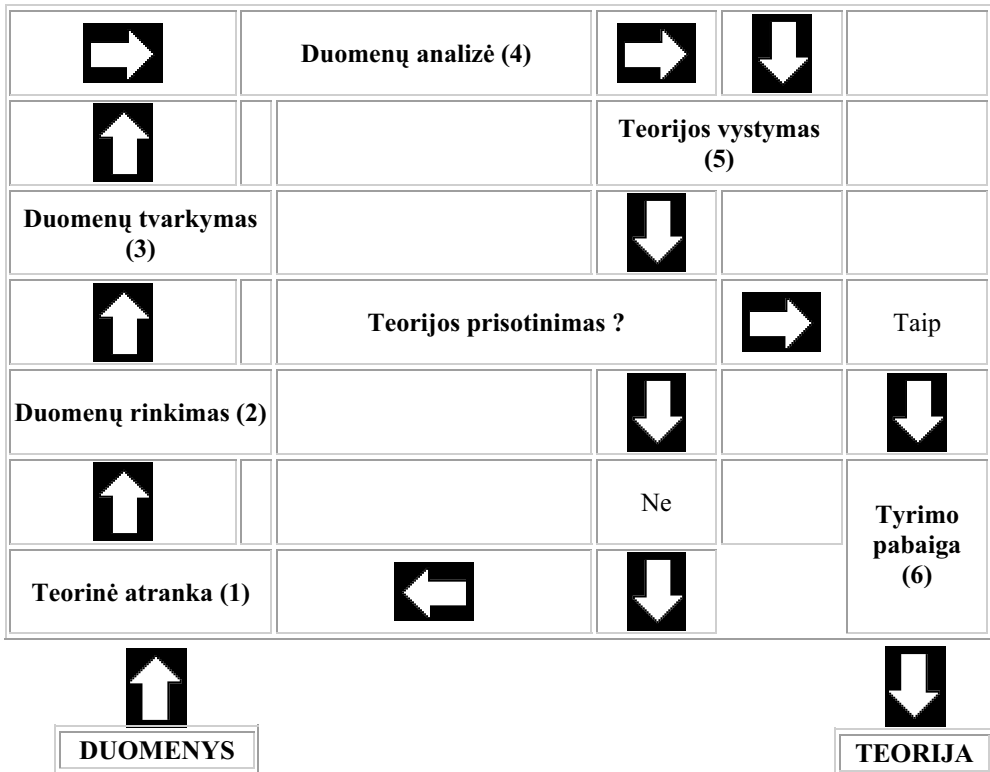 Duomenų analizė (4)
Teorijos vystymas
(5)
Duomenų tvarkymas
(3)
Teorijos prisotinimas ?
Taip
Duomenų rinkimas (2)
Ne
Tyrimo
pabaiga
(6)
Teorinė atranka (1)
DUOMENYS
TEORIJA